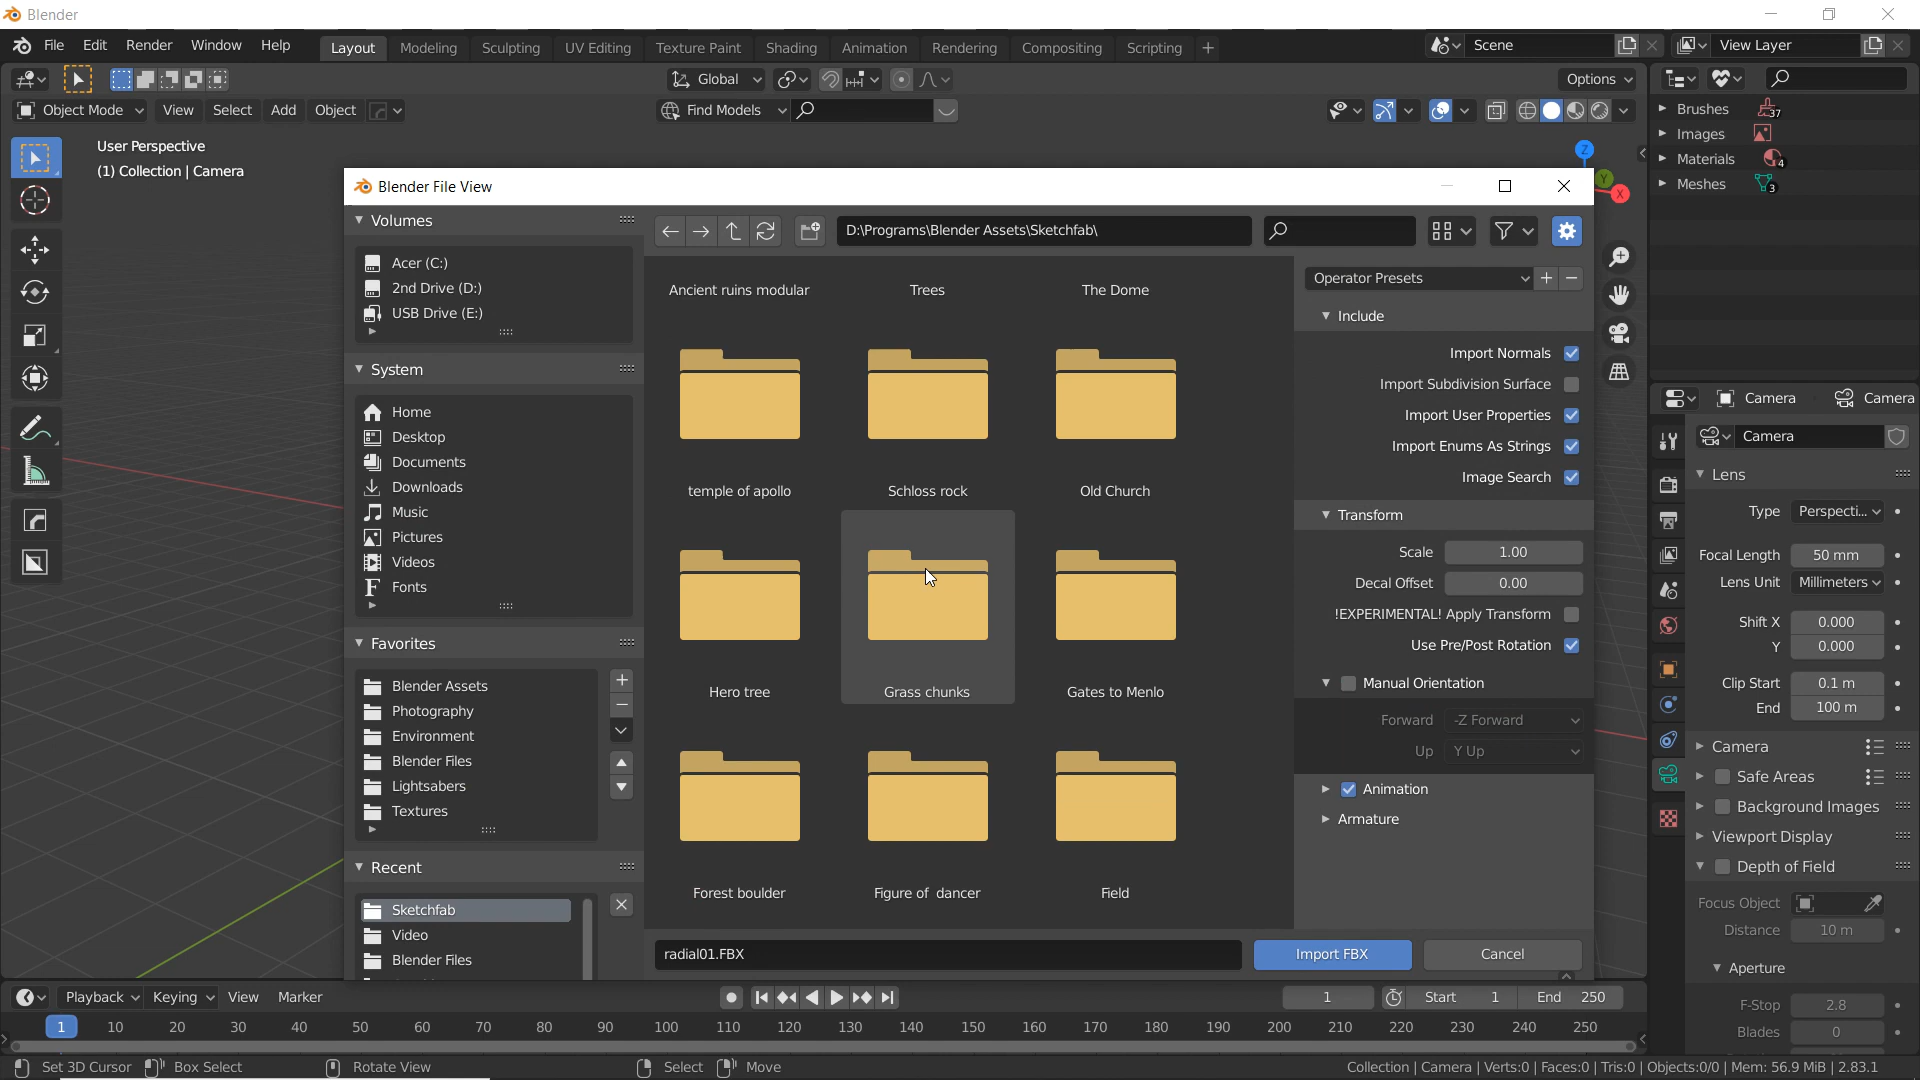 Blender
File Edit Render Window Help
Layout Modeling Sculpting UV Editing Texture Paint Shading Animation Rendering Compositing Scripting +
Scene
View Layer
Global
Options
Object Mode View Select Add Object
Find Models
User Perspective
(1) Collection | Camera
Z
Y
X
Brushes 37
Images
Materials 4
Meshes 3
Blender File View
Volumes
Acer (C:)
2nd Drive (D:)
USB Drive (E:)
System
Home
Desktop
Documents
Downloads
Music
Pictures
Videos
Fonts
Favorites
Blender Assets
Photography
Environment
Blender Files
Lightsabers
Textures
Recent
Sketchfab
Video
Blender Files
D:\Programs\Blender Assets\Sketchfab\
Ancient ruins modular Trees The Dome
temple of apollo Schloss rock Old Church
Hero tree Grass chunks Gates to Menlo
Forest boulder Figure of dancer Field
radial01.FBX
Import FBX
Cancel
Operator Presets
Include
Import Normals
Import Subdivision Surface
Import User Properties
Import Enums As Strings
Image Search
Transform
Scale 1.00
Decal Offset 0.00
!EXPERIMENTAL! Apply Transform
Use Pre/Post Rotation
Manual Orientation
Forward -Z Forward
Up Y Up
Animation
Armature
Camera Camera
Camera
Lens
Type Perspecti...
Focal Length 50 mm
Lens Unit Millimeters
Shift X 0.000
Y 0.000
Clip Start 0.1 m
End 100 m
Camera
Safe Areas
Background Images
Viewport Display
Depth of Field
Focus Object
Distance 10 m
Aperture
F-Stop 2.8
Blades 0
Playback Keying View Marker
1
Start 1
End 250
1 10 20 30 40 50 60 70 80 90 100 110 120 130 140 150 160 170 180 190 200 210 220 230 240 250
Set 3D Cursor Box Select Rotate View Select Move
Collection | Camera | Verts:0 | Faces:0 | Tris:0 | Objects:0/0 | Mem: 56.9 MiB | 2.83.1